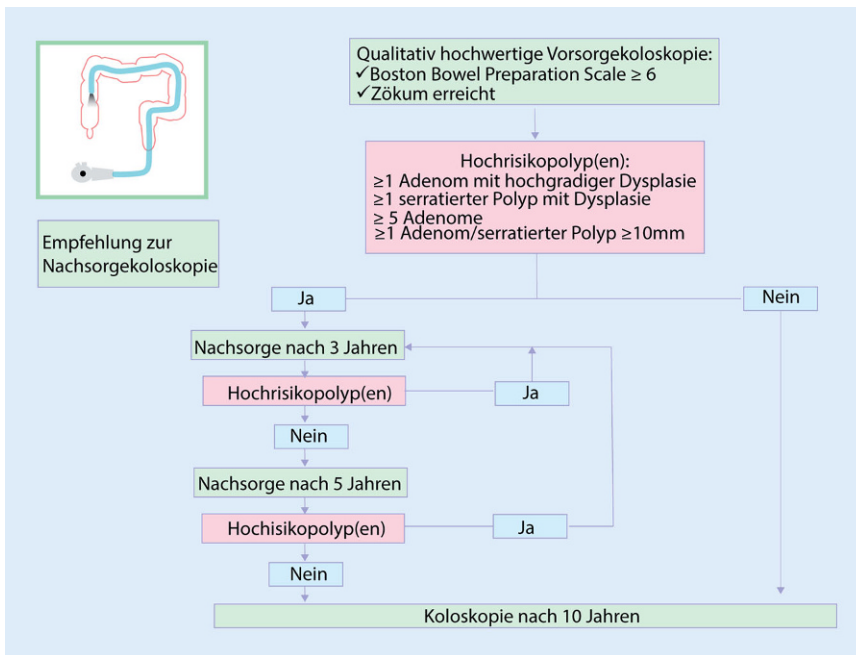 Qualitativ hochwertige Vorsorgekoloskopie:
✓Boston Bowel Preparation Scale ≥ 6
✓Zökum erreicht
Hochrisikopolyp(en):
≥1 Adenom mit hochgradiger Dysplasie
≥1 serratierter Polyp mit Dysplasie
≥ 5 Adenome
≥1 Adenom/serratierter Polyp ≥10mm
Empfehlung zur
Nachsorgekoloskopie
Ja
Nein
Nachsorge nach 3 Jahren
Hochrisikopolyp(en)
Ja
Nein
Nachsorge nach 5 Jahren
Hochisikopolyp(en)
Ja
Nein
Koloskopie nach 10 Jahren